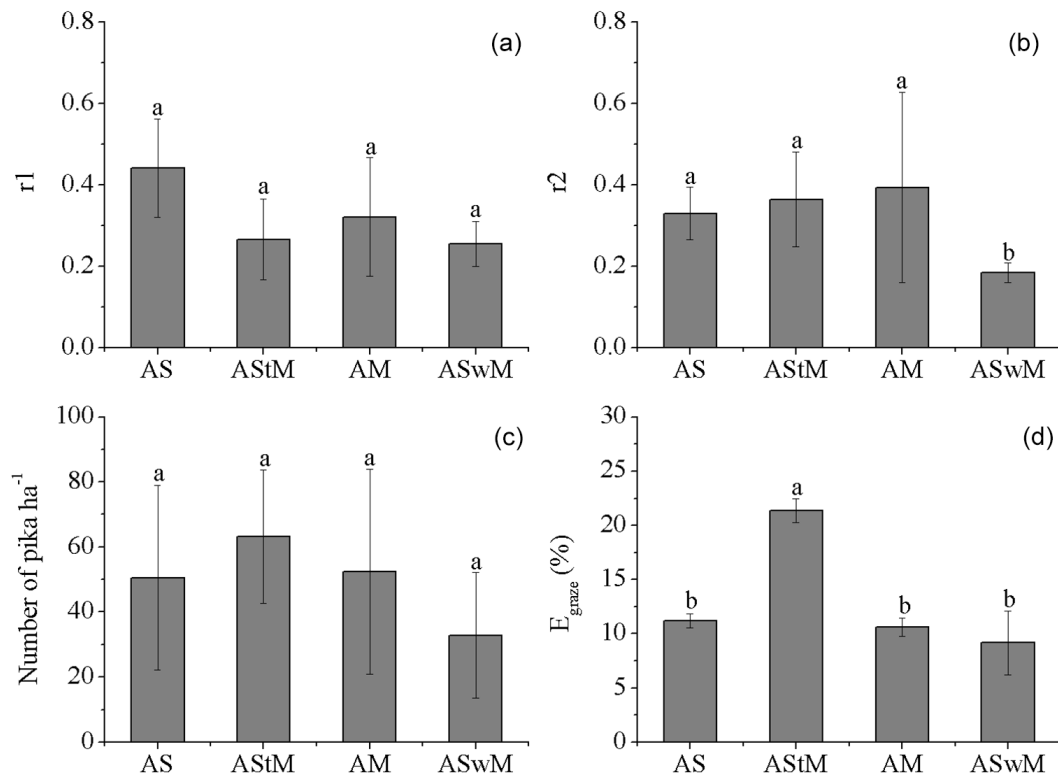 (a)
r1
0.8
0.6
0.4
0.2
0.0
a
a
a
a
AS
AStM
AM
ASwM
(b)
r2
0.8
0.6
0.4
0.2
0.0
a
a
a
b
AS
AStM
AM
ASwM
(c)
Number of pika ha⁻¹
100
80
60
40
20
0
a
a
a
a
AS
AStM
AM
ASwM
(d)
E_graze (%)
30
25
20
15
10
5
0
b
a
b
b
AS
AStM
AM
ASwM